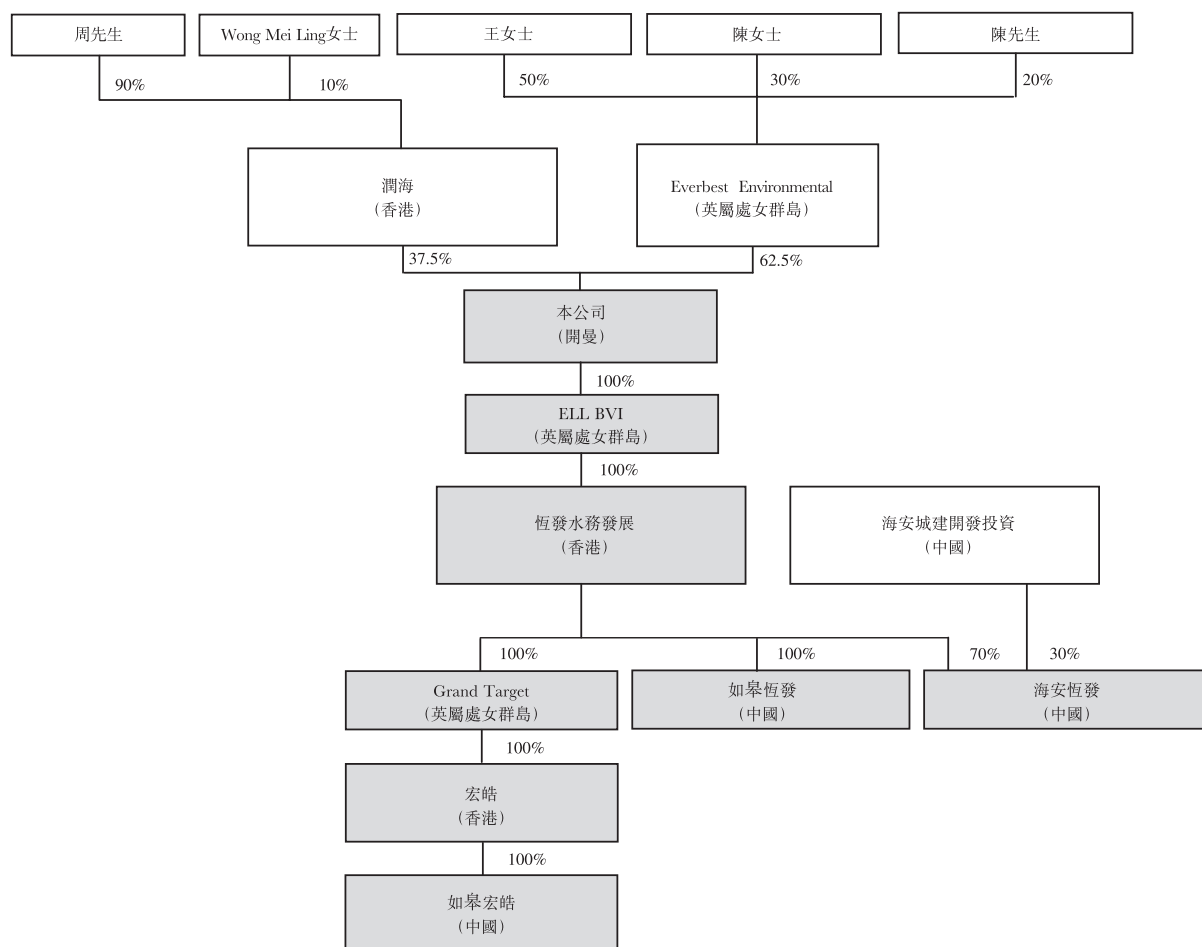 周先生
Wong Mei Ling女士
王女士
陳女士
陳先生
90%
10%
50%
30%
20%
潤海
(香港)
Everbest Environmental
(英屬處女群島)
37.5%
62.5%
本公司
(開曼)
100%
ELL BVI
(英屬處女群島)
100%
恆發水務發展
(香港)
海安城建開發投資
(中國)
100%
100%
70%
30%
Grand Target
(英屬處女群島)
如皋恆發
(中國)
海安恆發
(中國)
100%
宏皓
(香港)
100%
如皋宏皓
(中國)